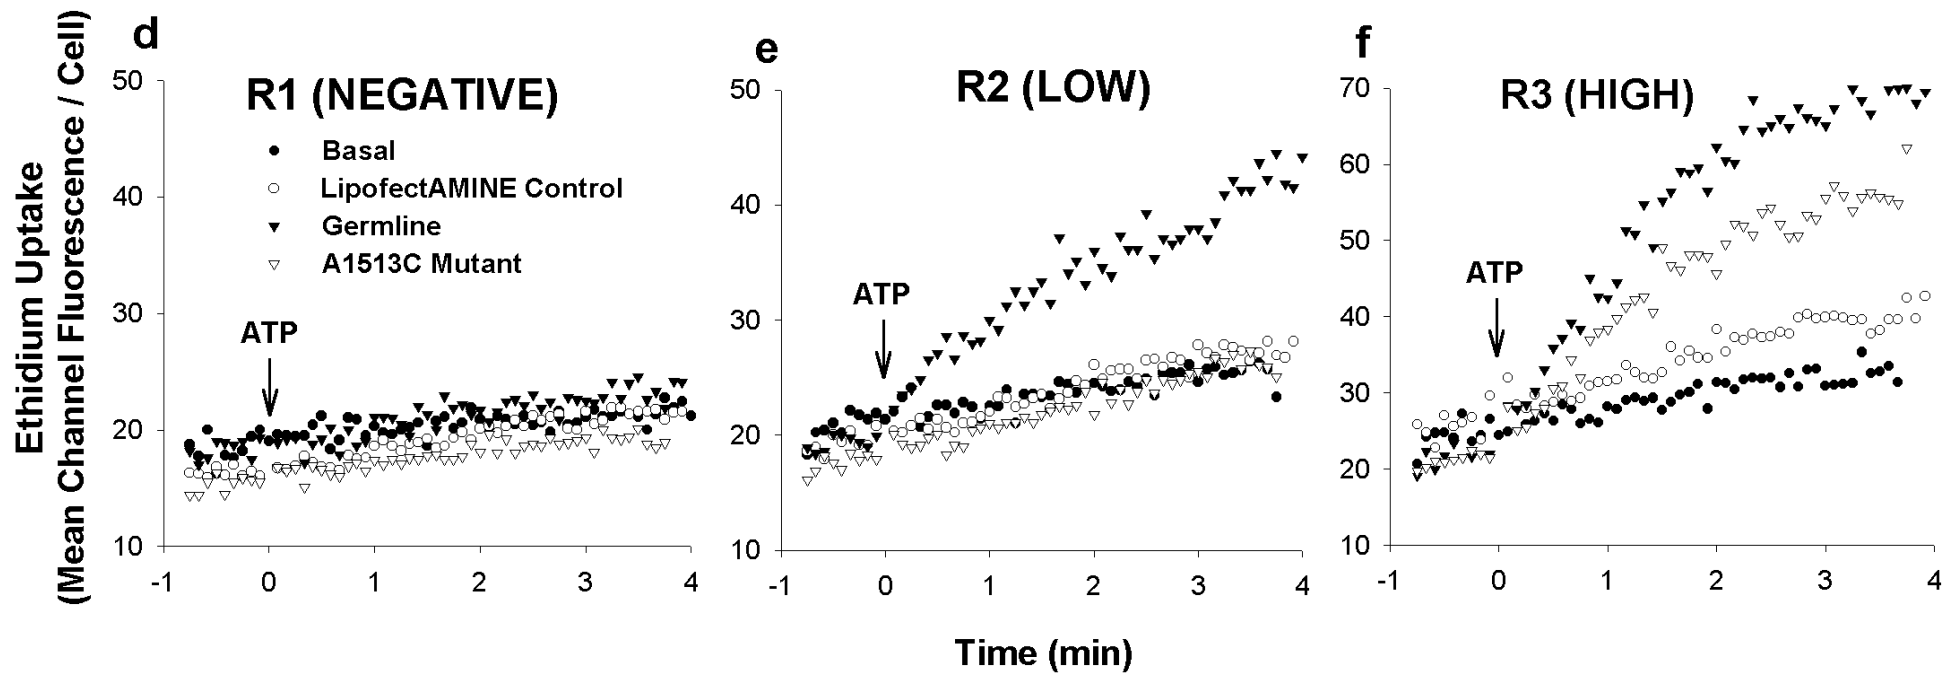 Ethidium Uptake
(Mean Channel Fluorescence / Cell)
d
R1 (NEGATIVE)
Basal
LipofectAMINE Control
Germline
A1513C Mutant
ATP
50
40
30
20
10
-1 0 1 2 3 4
e
R2 (LOW)
ATP
50
40
30
20
10
-1 0 1 2 3 4
f
R3 (HIGH)
ATP
70
60
50
40
30
20
10
-1 0 1 2 3 4
Time (min)